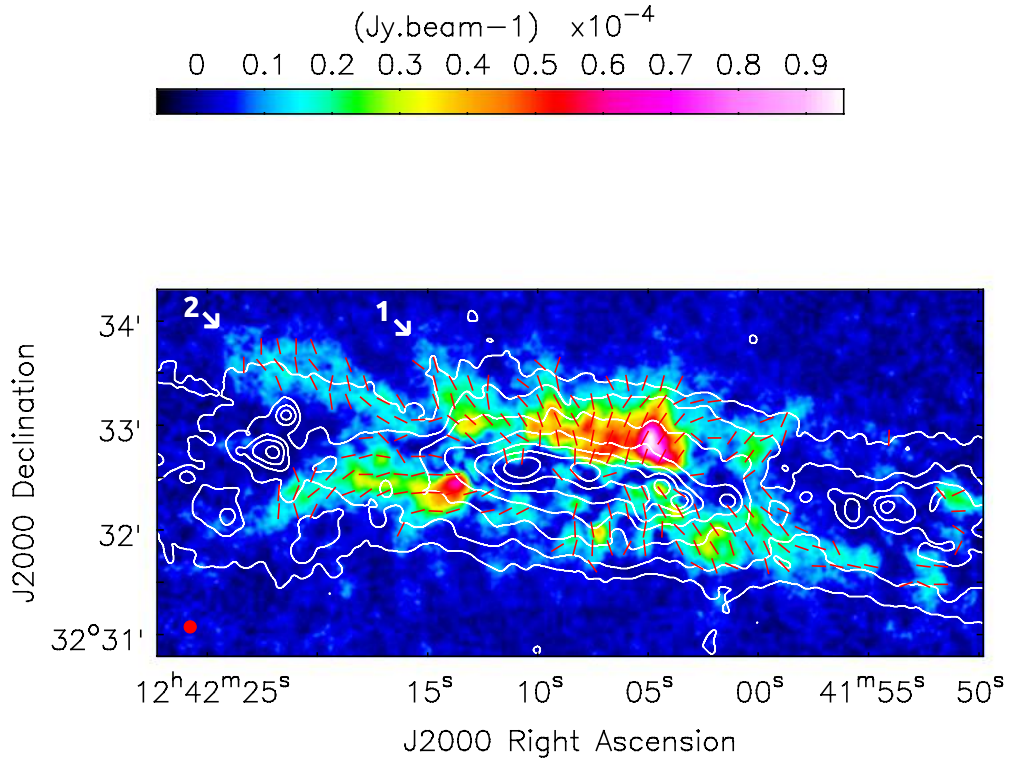 (Jy.beam−1) x10⁻⁴
0 0.1 0.2 0.3 0.4 0.5 0.6 0.7 0.8 0.9
2 1
34'
33'
32'
32°31'
J2000 Declination
12ʰ42ᵐ25ˢ 15ˢ 10ˢ 05ˢ 00ˢ 41ᵐ55ˢ 50ˢ
J2000 Right Ascension